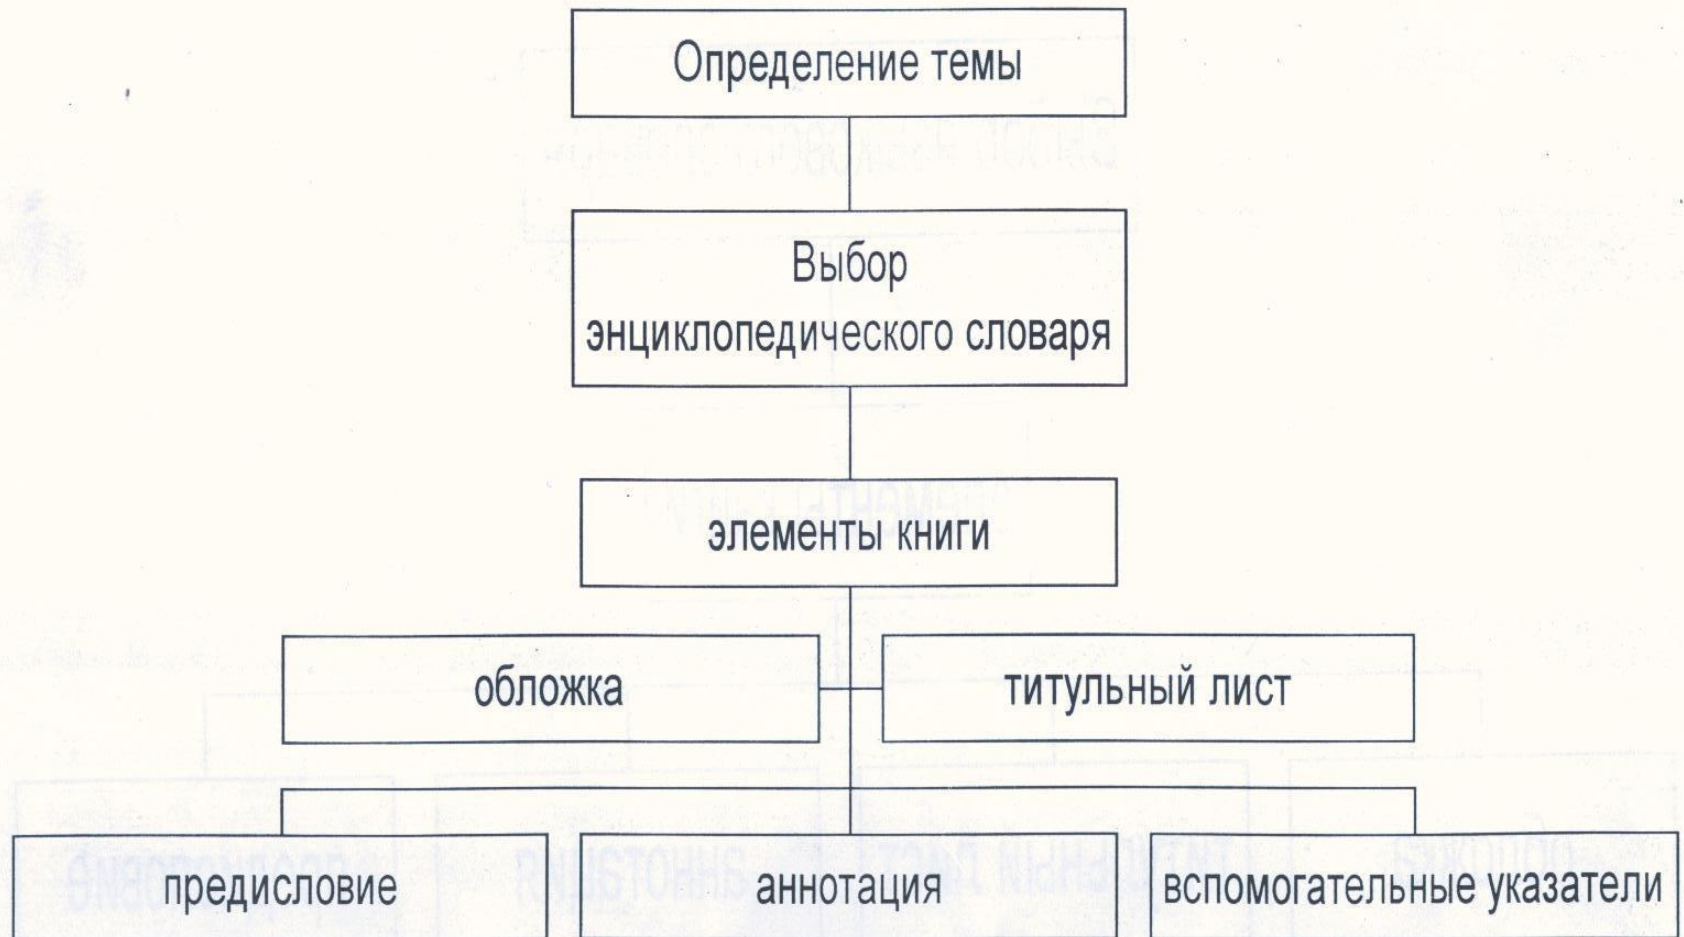 Определение темы
Выбор
энциклопедического словаря
элементы книги
обложка
титульный лист
предисловие
аннотация
вспомогательные указатели